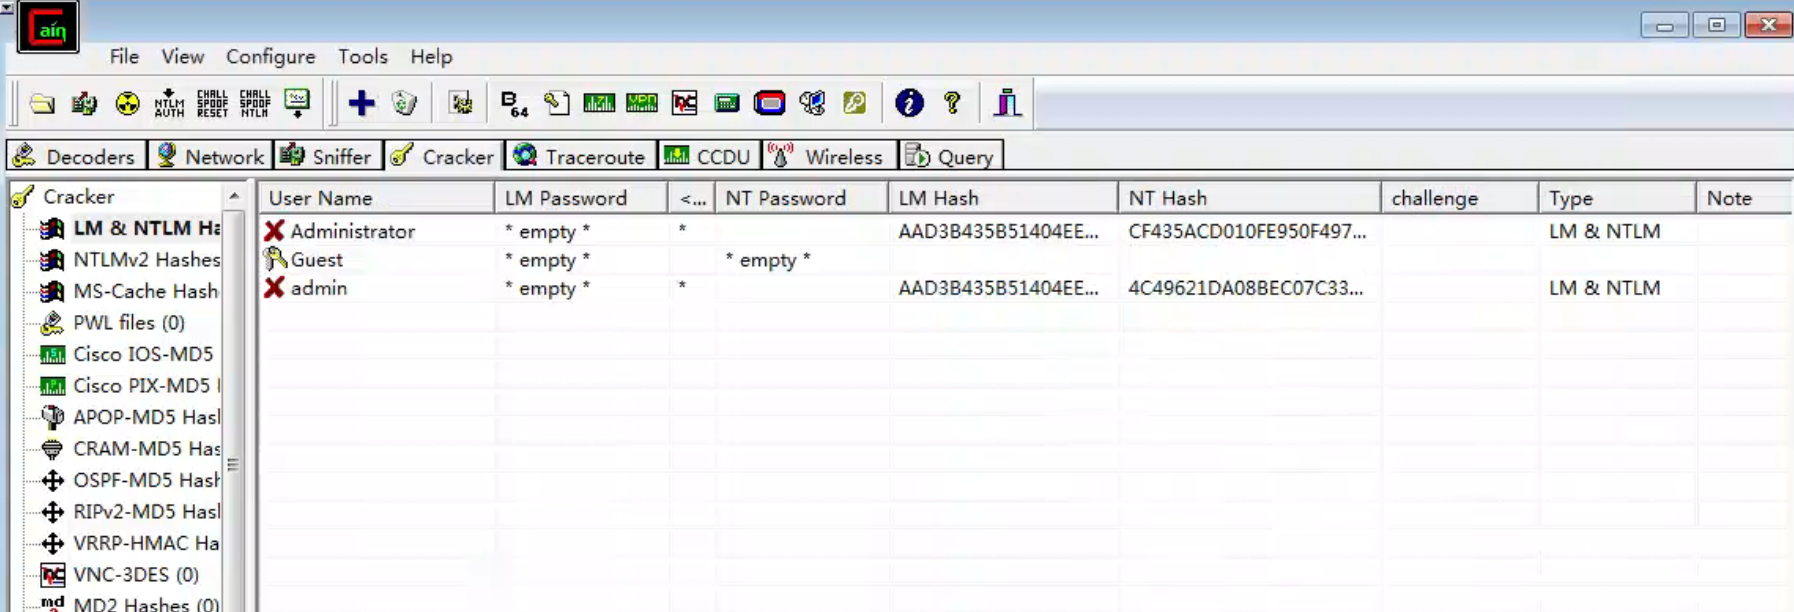 Cain
File View Configure Tools Help
NTLM AUTH CHALL SPOOF RESET CHALL SPOOF NTLM B64
Decoders Network Sniffer Cracker Traceroute CCDU Wireless Query
Cracker
LM & NTLM Ha
NTLMv2 Hashes
MS-Cache Hash
PWL files (0)
Cisco IOS-MD5
Cisco PIX-MD5
APOP-MD5 Hasl
CRAM-MD5 Has
OSPF-MD5 Hash
RIPv2-MD5 Hasl
VRRP-HMAC Ha
VNC-3DES (0)
MD2 Hashes (0)
User Name LM Password <... NT Password LM Hash NT Hash challenge Type Note
Administrator * empty * * AAD3B435B51404EE... CF435ACD010FE950F497... LM & NTLM
Guest * empty * * empty *
admin * empty * * AAD3B435B51404EE... 4C49621DA08BEC07C33... LM & NTLM